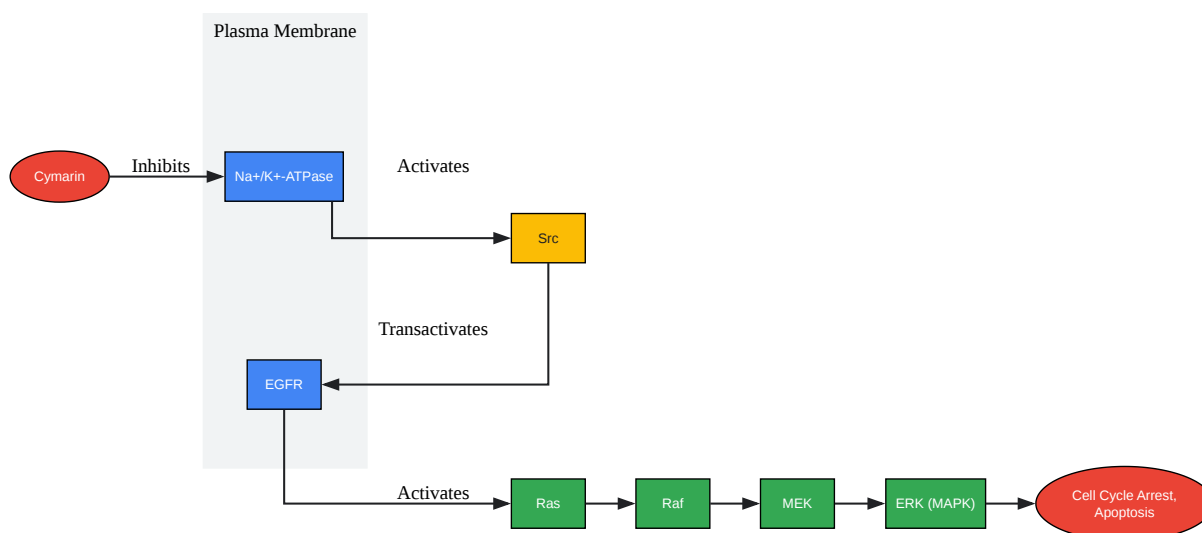 Plasma Membrane
Cymarin
Inhibits
Na+/K+-ATPase
Activates
Src
Transactivates
EGFR
Activates
Ras
Raf
MEK
ERK (MAPK)
Cell Cycle Arrest,
Apoptosis